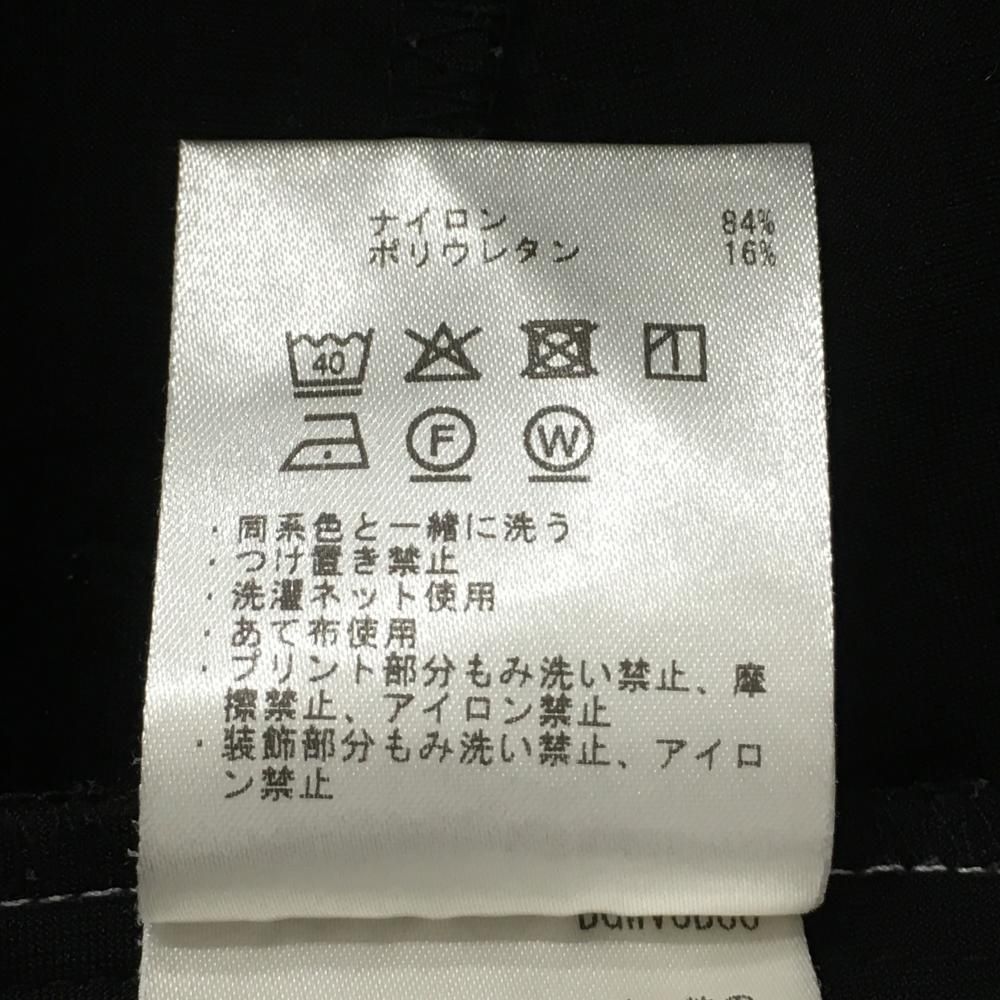 ナイロン 84%
ポリウレタン 16%
40
F W
・同系色と一緒に洗う
・つけ置き禁止
・洗濯ネット使用
・あて布使用
・プリント部分もみ洗い禁止、摩
擦禁止、アイロン禁止
・装飾部分もみ洗い禁止、アイロ
ン禁止